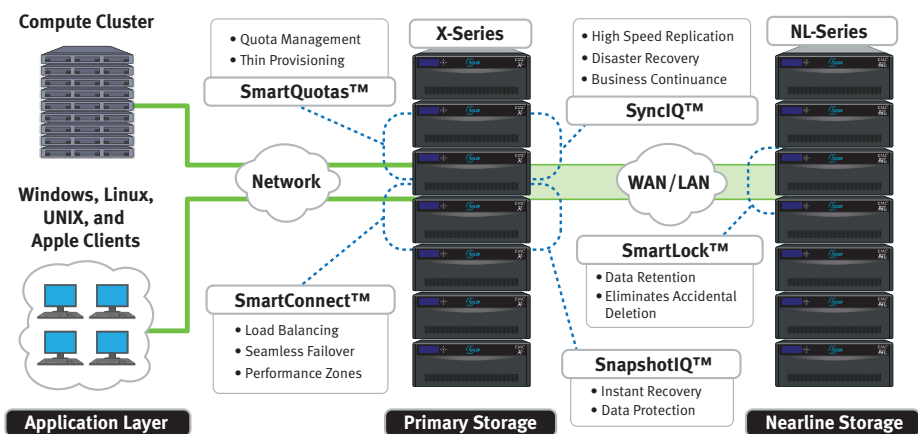 Compute Cluster
• Quota Management
• Thin Provisioning
SmartQuotas™
X-Series
• High Speed Replication
• Disaster Recovery
• Business Continuance
SyncIQ™
NL-Series
Network
WAN/LAN
Windows, Linux,
UNIX, and
Apple Clients
SmartConnect™
• Load Balancing
• Seamless Failover
• Performance Zones
SmartLock™
• Data Retention
• Eliminates Accidental
Deletion
SnapshotIQ™
• Instant Recovery
• Data Protection
Application Layer
Primary Storage
Nearline Storage